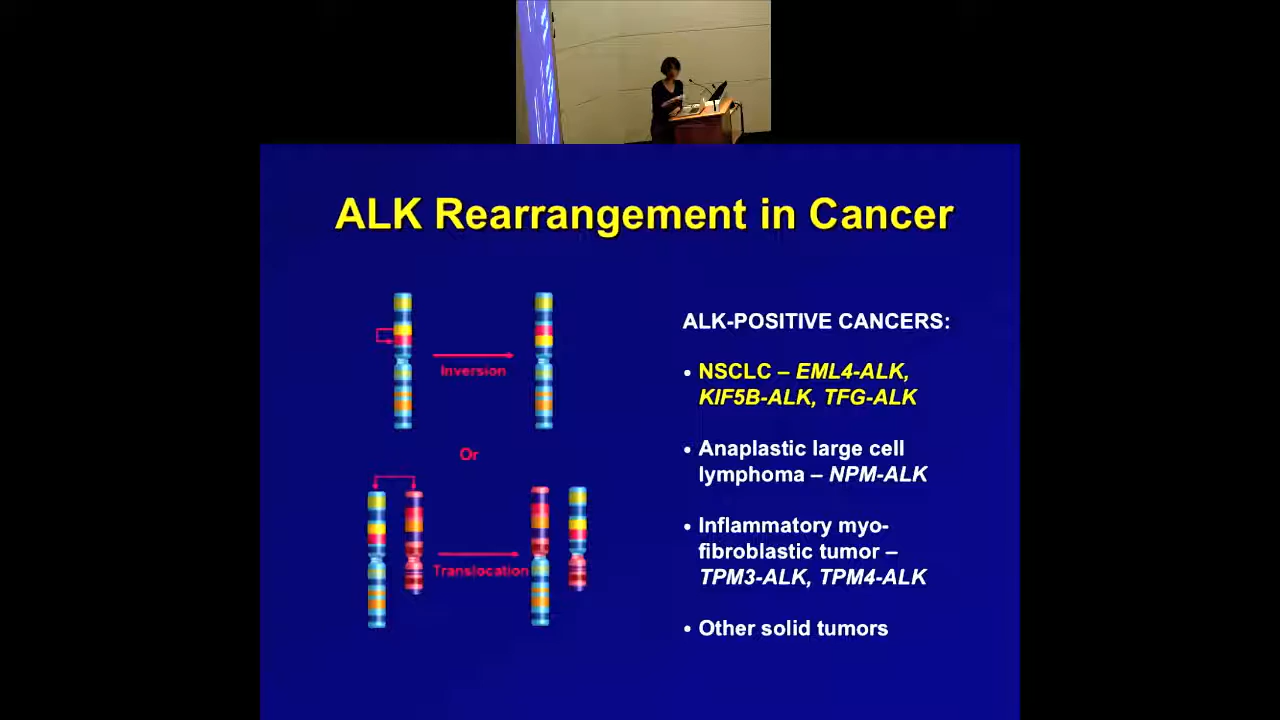 ALK Rearrangement in Cancer
Inversion
Or
Translocation
ALK-POSITIVE CANCERS:
• NSCLC – EML4-ALK,
KIF5B-ALK, TFG-ALK
• Anaplastic large cell
lymphoma – NPM-ALK
• Inflammatory myo-
fibroblastic tumor –
TPM3-ALK, TPM4-ALK
• Other solid tumors